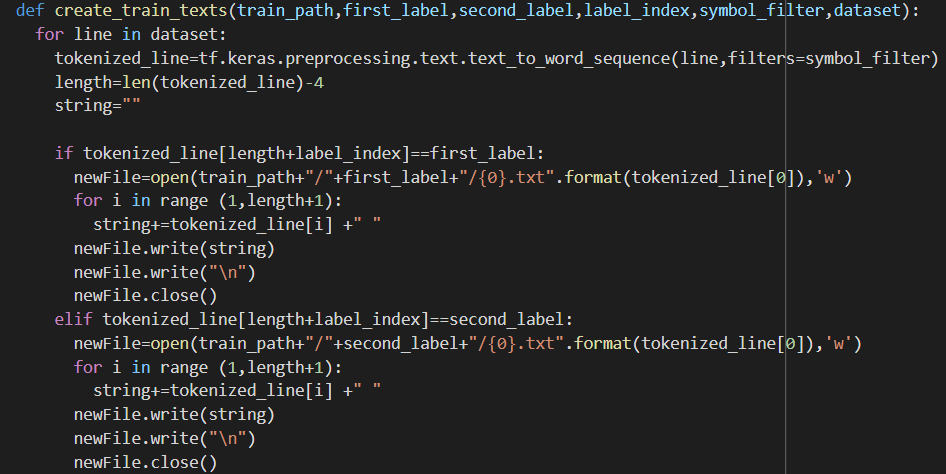 def create_train_texts(train_path,first_label,second_label,label_index,symbol_filter,dataset):
  for line in dataset:
    tokenized_line=tf.keras.preprocessing.text.text_to_word_sequence(line,filters=symbol_filter)
    length=len(tokenized_line)-4
    string=""

    if tokenized_line[length+label_index]==first_label:
      newFile=open(train_path+"/"+first_label+"/{0}.txt".format(tokenized_line[0]),'w')
      for i in range (1,length+1):
        string+=tokenized_line[i] +" "
      newFile.write(string)
      newFile.write("\n")
      newFile.close()
    elif tokenized_line[length+label_index]==second_label:
      newFile=open(train_path+"/"+second_label+"/{0}.txt".format(tokenized_line[0]),'w')
      for i in range (1,length+1):
        string+=tokenized_line[i] +" "
      newFile.write(string)
      newFile.write("\n")
      newFile.close()